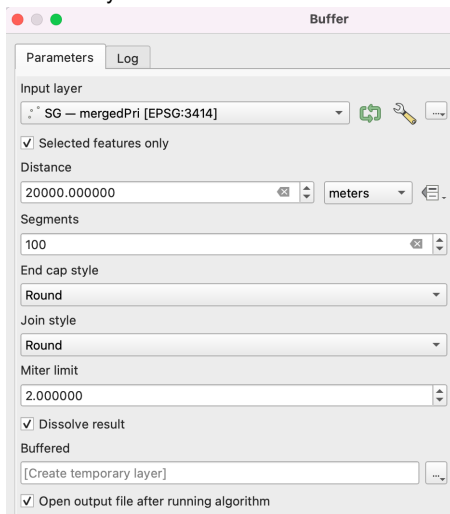 Buffer
Parameters Log
Input layer
SG — mergedPri [EPSG:3414]
Selected features only
Distance
20000.000000 meters
Segments
100
End cap style
Round
Join style
Round
Miter limit
2.000000
Dissolve result
Buffered
[Create temporary layer]
Open output file after running algorithm